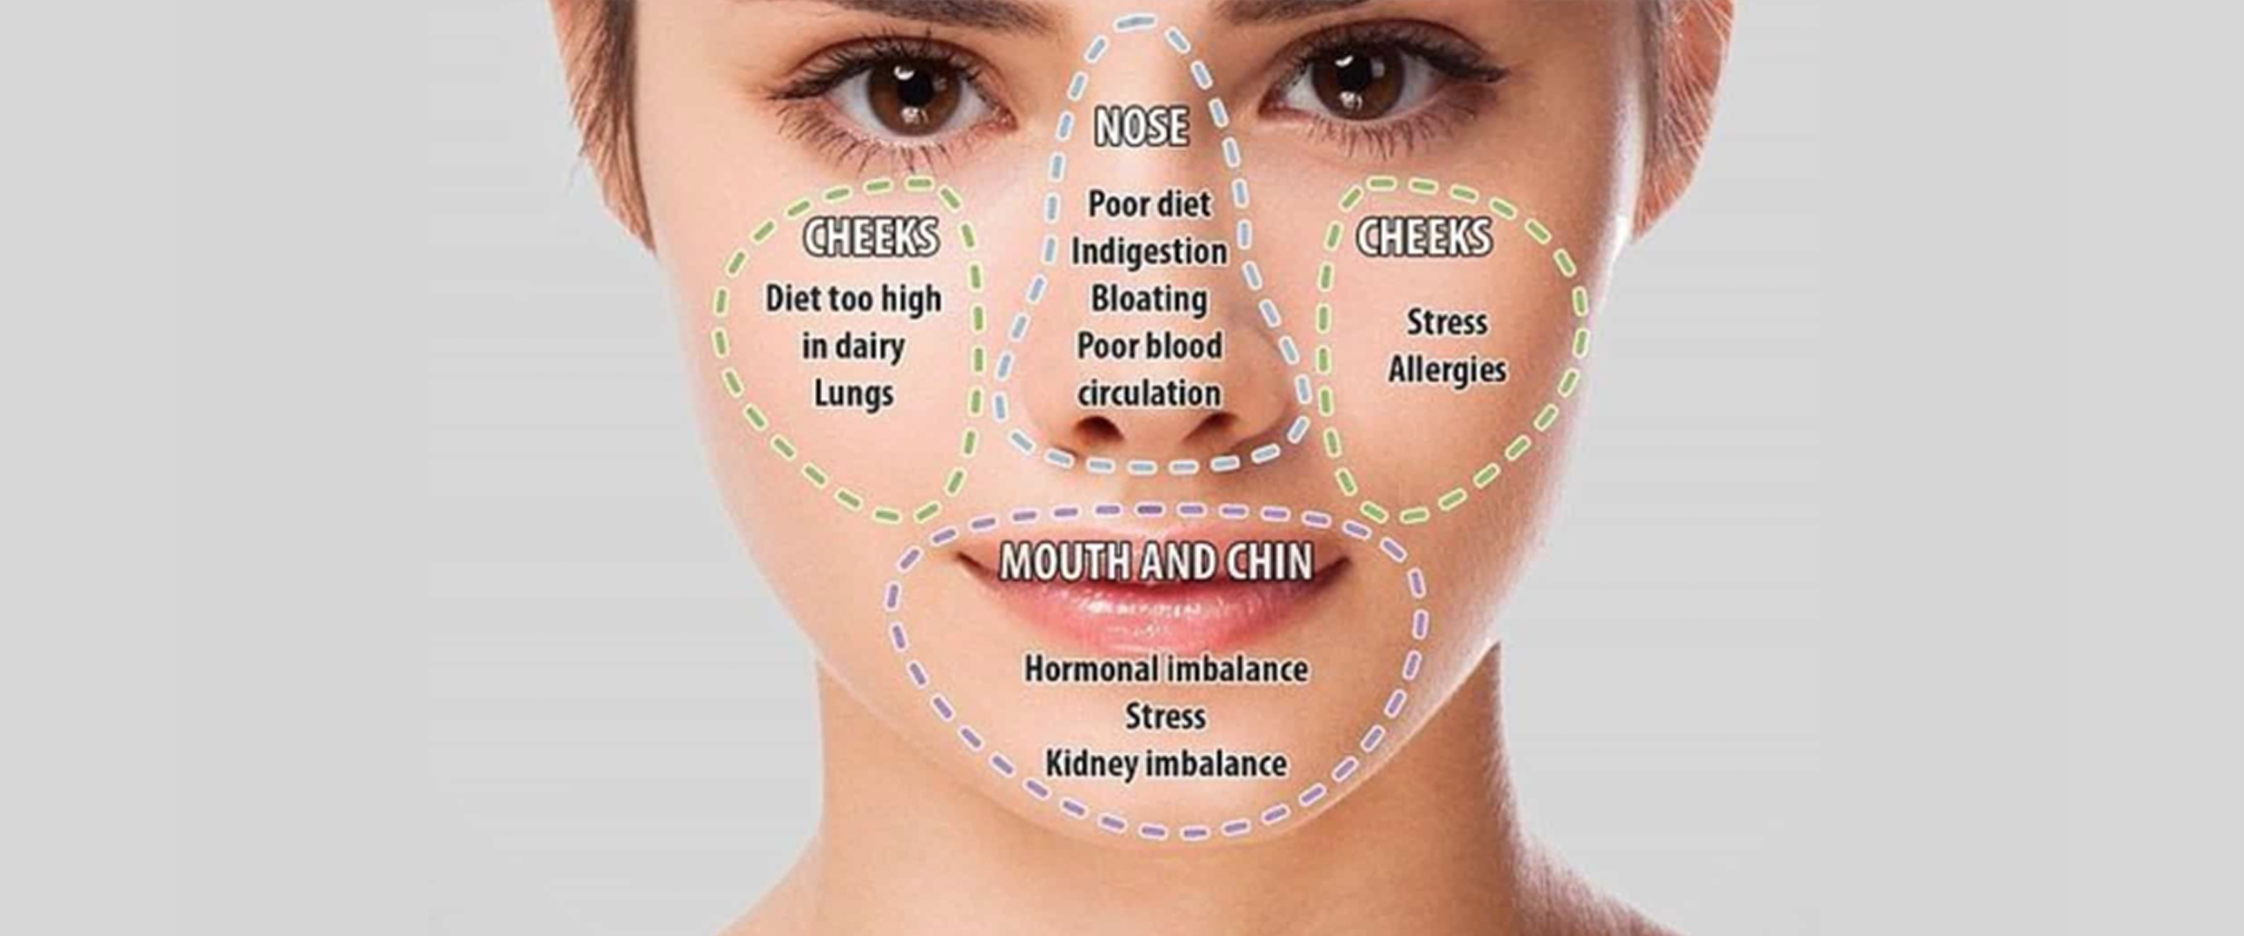 NOSE
Poor diet
Indigestion
Bloating
Poor blood
circulation
CHEEKS
Diet too high
in dairy
Lungs
CHEEKS
Stress
Allergies
MOUTH AND CHIN
Hormonal imbalance
Stress
Kidney imbalance